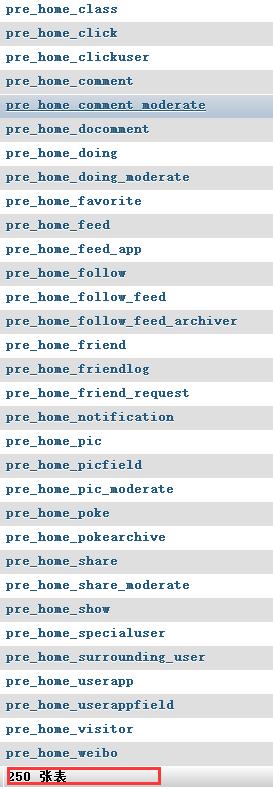 pre_home_class
pre_home_click
pre_home_clickuser
pre_home_comment
pre_home_comment_moderate
pre_home_docomment
pre_home_doing
pre_home_doing_moderate
pre_home_favorite
pre_home_feed
pre_home_feed_app
pre_home_follow
pre_home_follow_feed
pre_home_follow_feed_archiver
pre_home_friend
pre_home_friendlog
pre_home_friend_request
pre_home_notification
pre_home_pic
pre_home_picfield
pre_home_pic_moderate
pre_home_poke
pre_home_pokearchive
pre_home_share
pre_home_share_moderate
pre_home_show
pre_home_specialuser
pre_home_surrounding_user
pre_home_userapp
pre_home_userappfield
pre_home_visitor
pre_home_weibo
250 张表